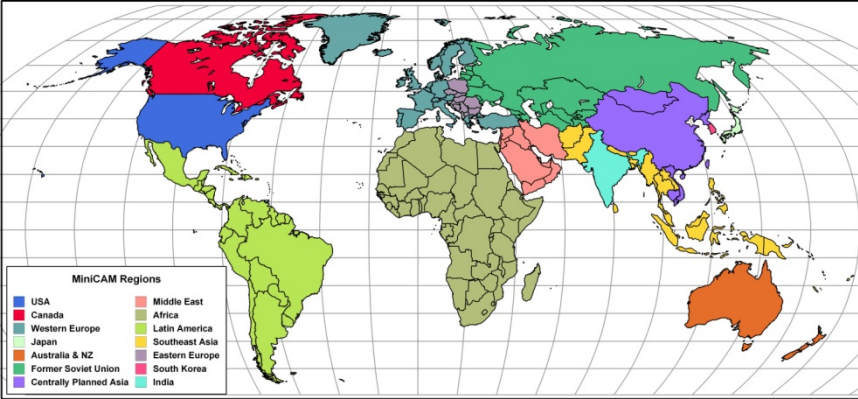 MiniCAM Regions
USA
Canada
Western Europe
Japan
Australia & NZ
Former Soviet Union
Centrally Planned Asia
Middle East
Africa
Latin America
Southeast Asia
Eastern Europe
South Korea
India